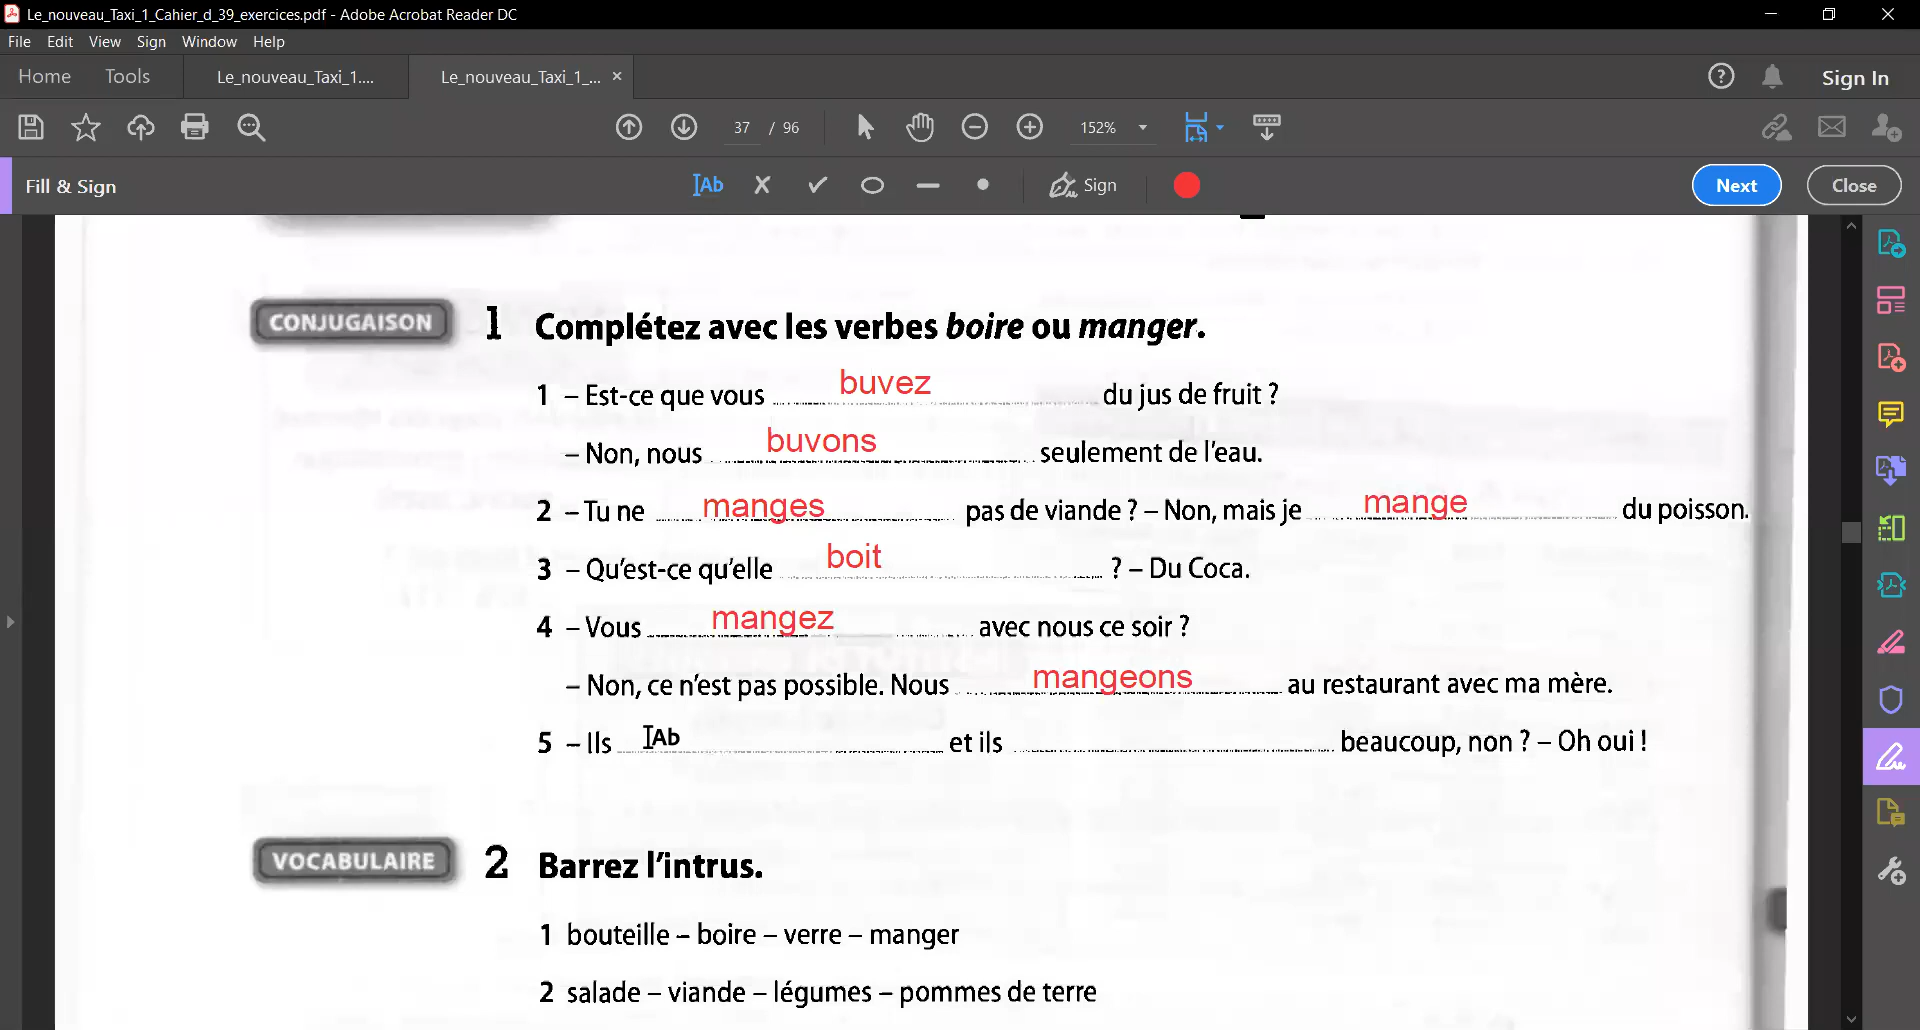 Le_nouveau_Taxi_1_Cahier_d_39_exercices.pdf - Adobe Acrobat Reader DC
File Edit View Sign Window Help
Home Tools Le_nouveau_Taxi_1.... Le_nouveau_Taxi_1_... × Sign In
37 / 96 152%
Fill & Sign Ab Sign Next Close
CONJUGAISON 1 Complétez avec les verbes boire ou manger.
1 – Est-ce que vous buvez du jus de fruit ?
– Non, nous buvons seulement de l'eau.
2 – Tu ne manges pas de viande ? – Non, mais je mange du poisson.
3 – Qu'est-ce qu'elle boit ? – Du Coca.
4 – Vous mangez avec nous ce soir ?
– Non, ce n'est pas possible. Nous mangeons au restaurant avec ma mère.
5 – Ils Ab et ils beaucoup, non ? – Oh oui !
VOCABULAIRE 2 Barrez l'intrus.
1 bouteille – boire – verre – manger
2 salade – viande – légumes – pommes de terre